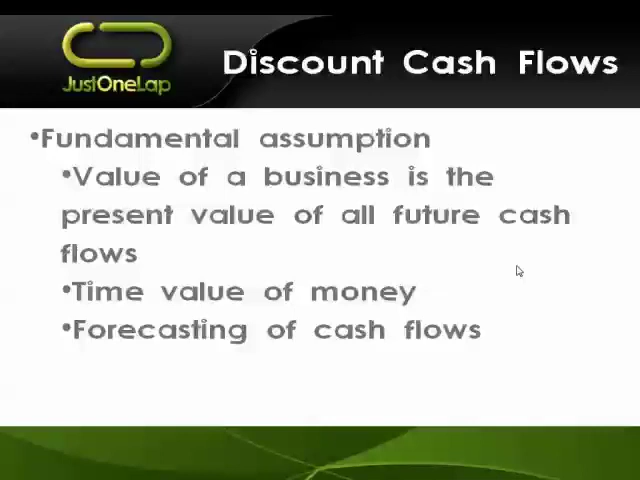 JustOneLap
Discount Cash Flows
•Fundamental assumption
•Value of a business is the
present value of all future cash
flows
•Time value of money
•Forecasting of cash flows